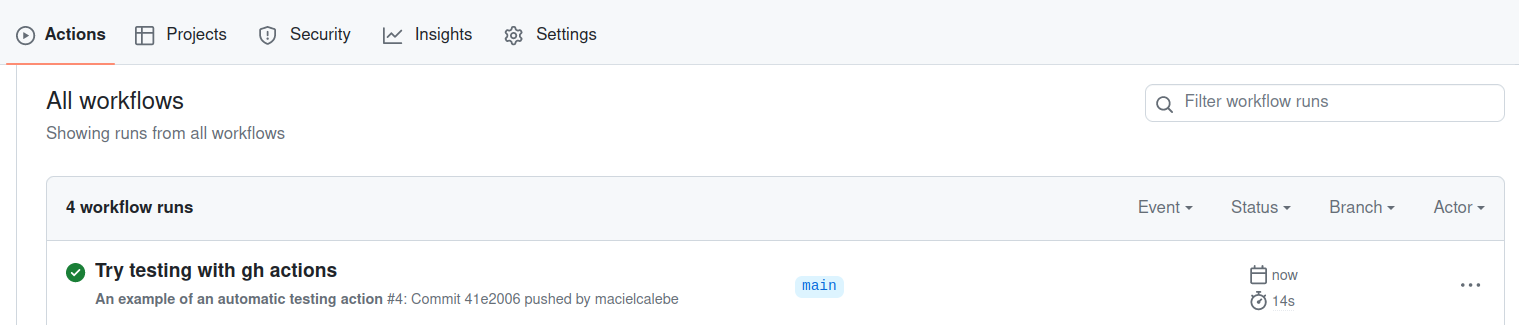 Actions Projects Security Insights Settings
All workflows
Filter workflow runs
Showing runs from all workflows
4 workflow runs Event Status Branch Actor
Try testing with gh actions
main
now
An example of an automatic testing action #4: Commit 41e2006 pushed by macielcalebe
14s